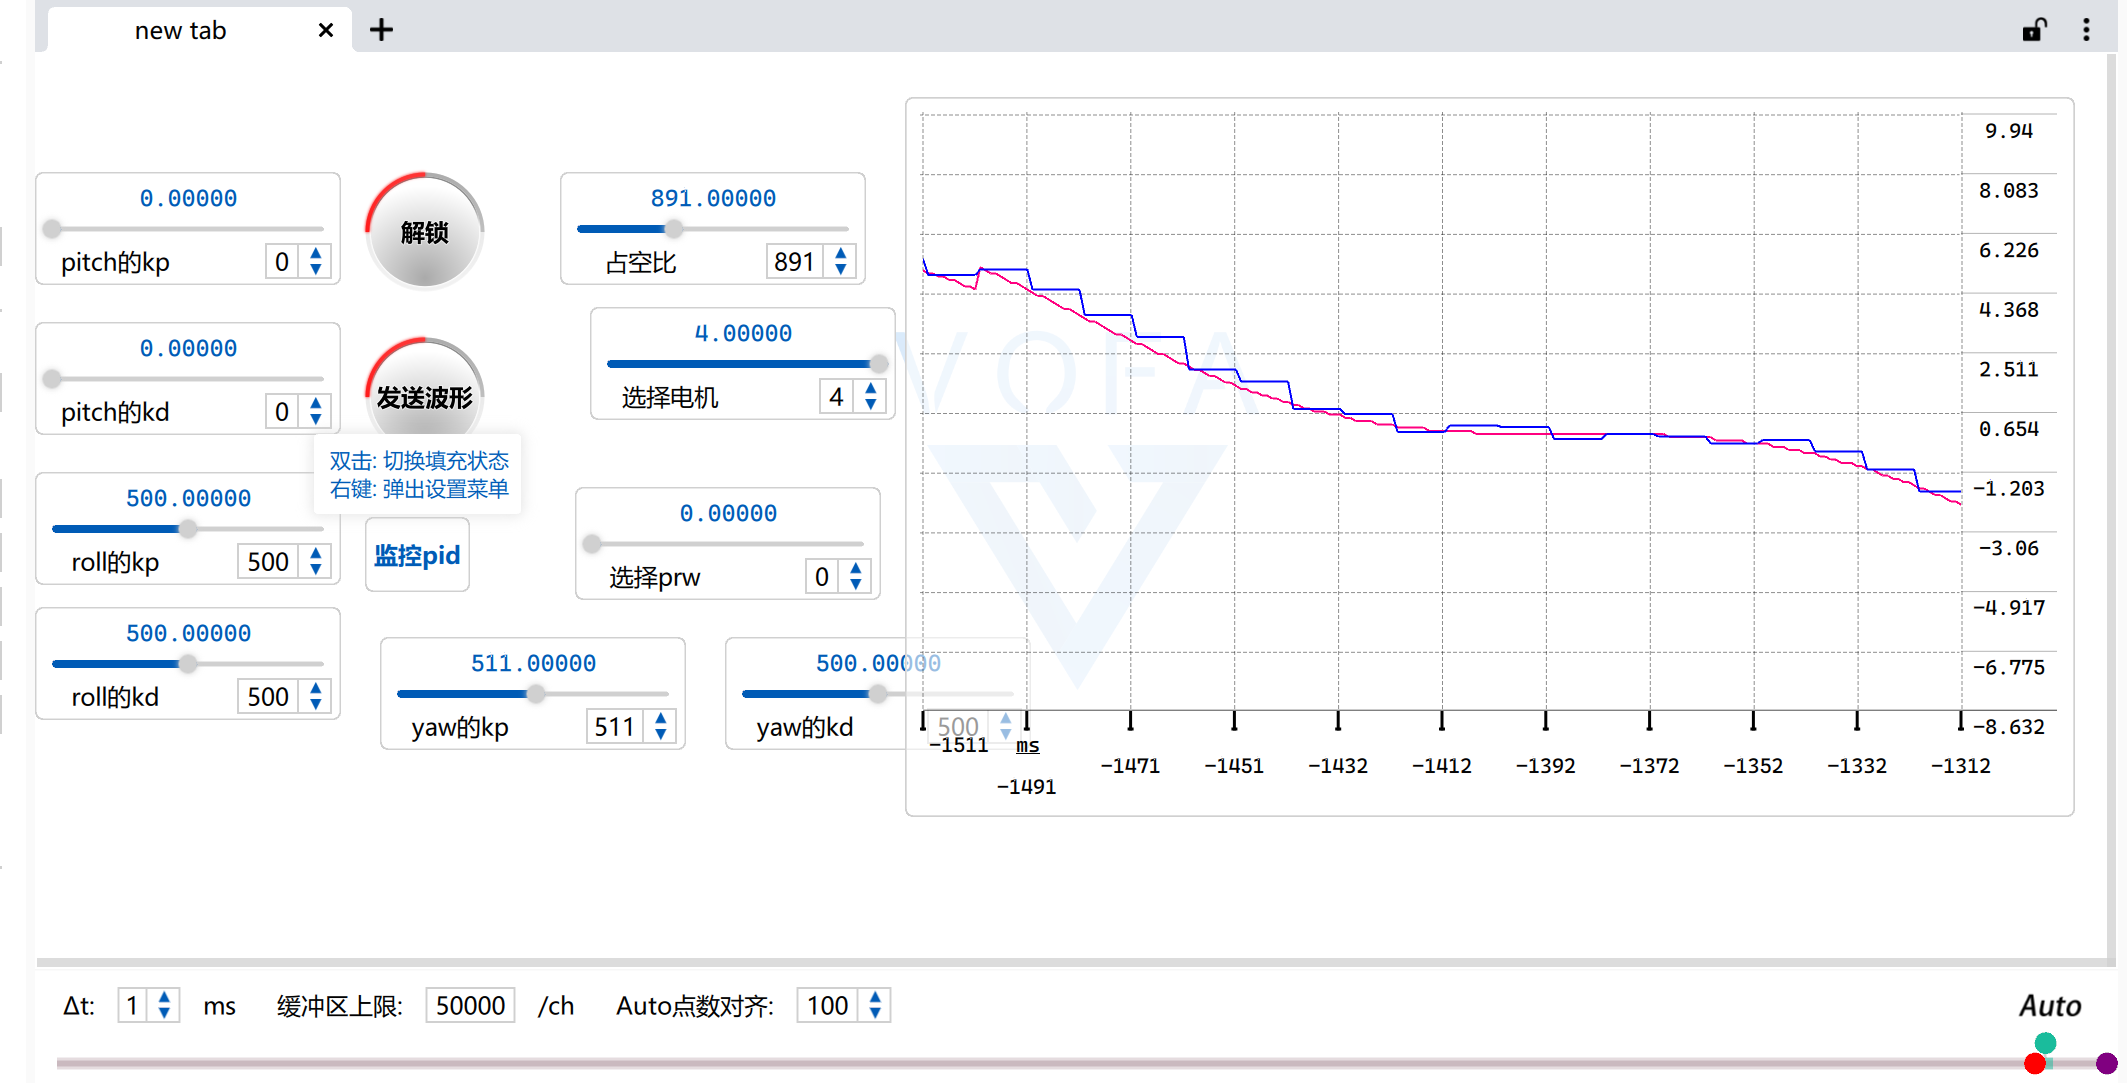 new tab
0.00000
pitch的kp
0
解锁
891.00000
占空比
891
0.00000
pitch的kd
0
发送波形
4.00000
选择电机
4
双击: 切换填充状态
右键: 弹出设置菜单
500.00000
roll的kp
500
监控pid
0.00000
选择prw
0
500.00000
roll的kd
500
511.00000
yaw的kp
511
500.00000
yaw的kd
500
VOFA
9.94
8.083
6.226
4.368
2.511
0.654
-1.203
-3.06
-4.917
-6.775
-8.632
-1511
ms
-1491
-1471
-1451
-1432
-1412
-1392
-1372
-1352
-1332
-1312
Δt: 1 ms 缓冲区上限: 50000 /ch Auto点数对齐: 100
Auto